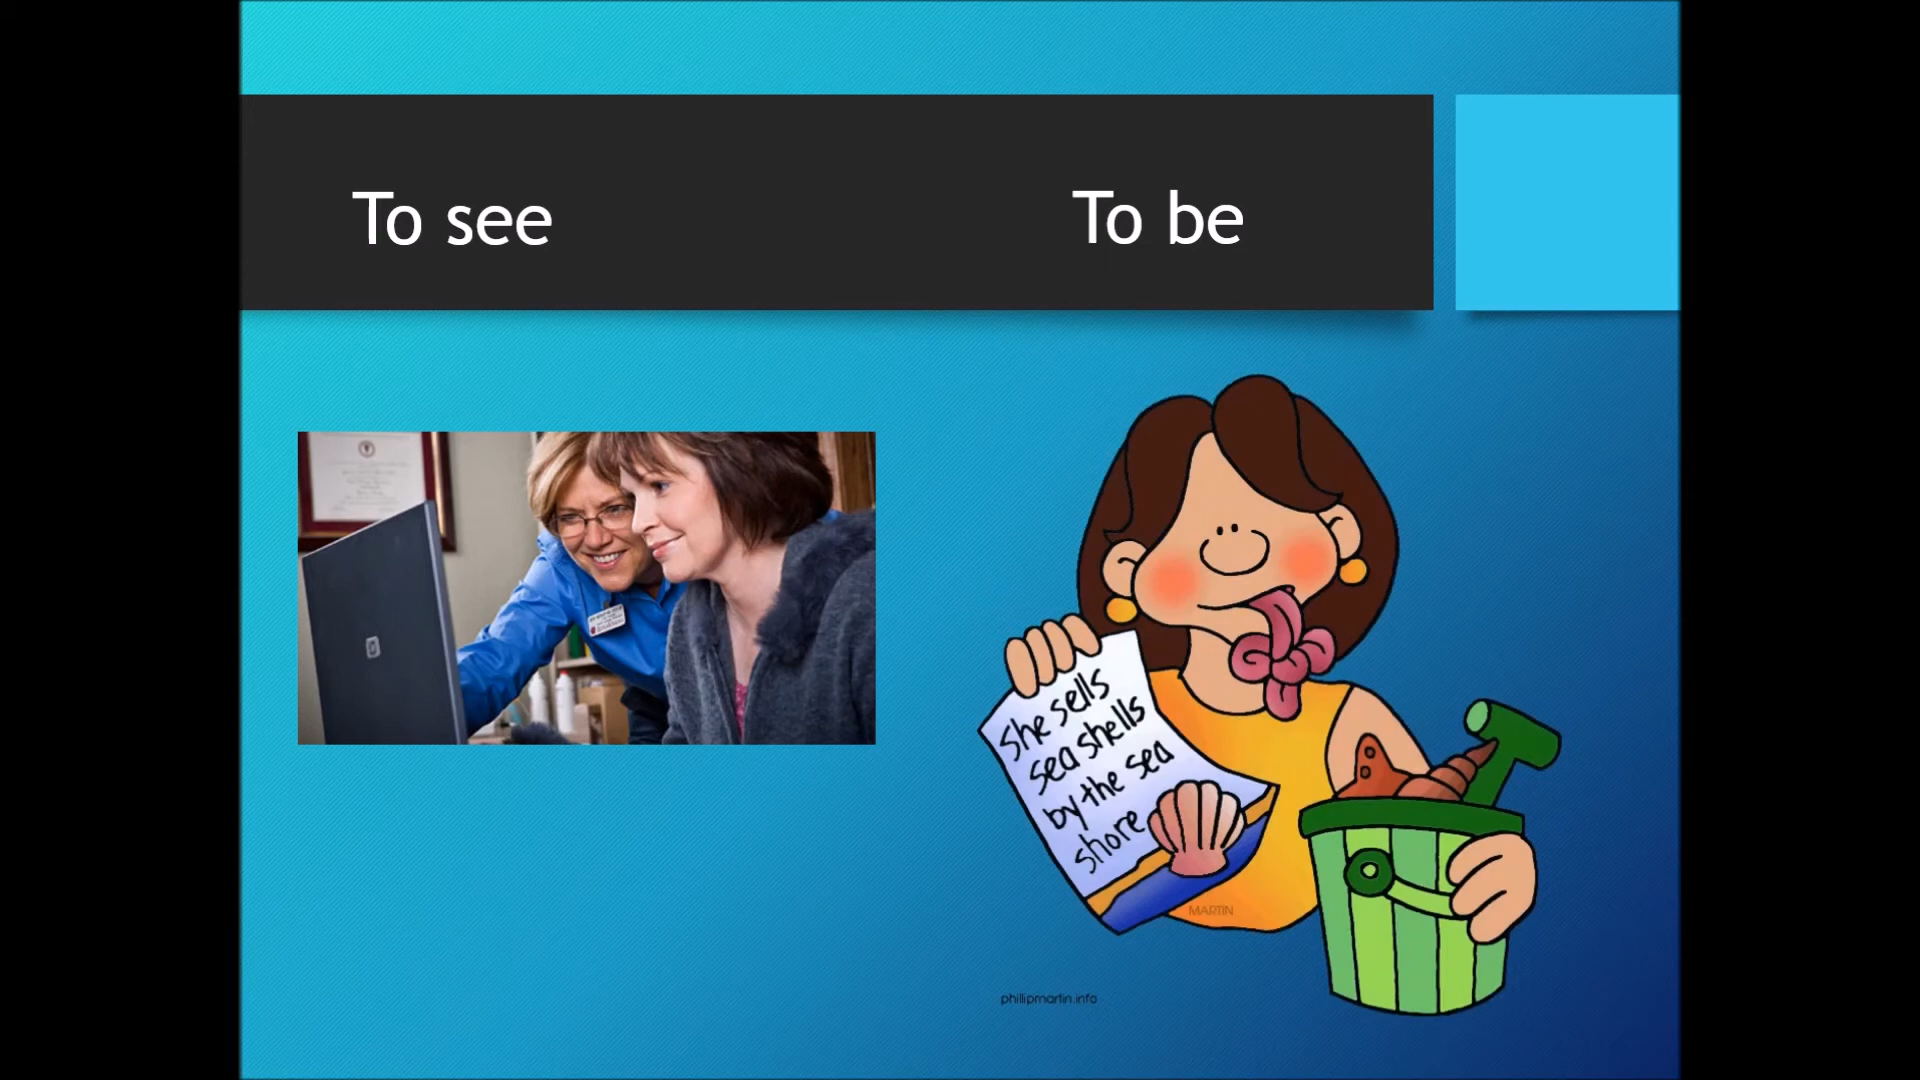 To see
To be
She sells
sea shells
by the sea
shore
MARTIN
phillipmartin.info